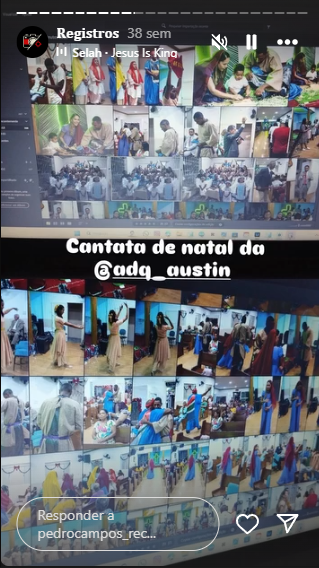 Registros 38 sem
Selah · Jesus Is King
Cantata de natal da
@adq_austin
Responder a
pedrocampos_rec...